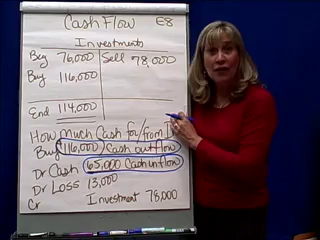 Cash Flow E8
Investments
Beg 76,000 Sell 78,000
Buy 116,000
End 114,000
How much Cash for/from
Buy 116,000 Cash outflow
Dr Cash 65,000 Cash inflow
Dr Loss 13,000
Cr Investment 78,000